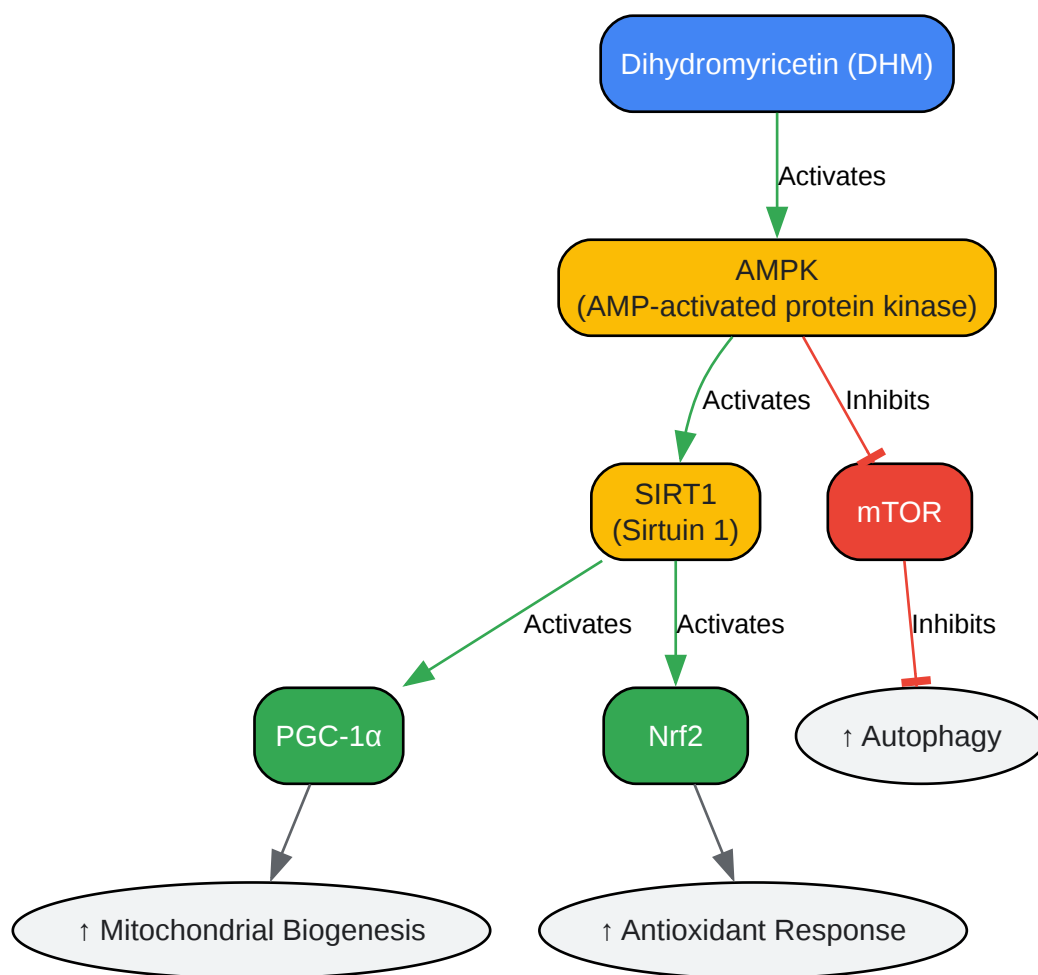 Dihydromyricetin (DHM)
Activates
AMPK
(AMP-activated protein kinase)
Activates
Inhibits
SIRT1
(Sirtuin 1)
mTOR
Activates
Activates
Inhibits
PGC-1α
Nrf2
↑ Autophagy
↑ Mitochondrial Biogenesis
↑ Antioxidant Response